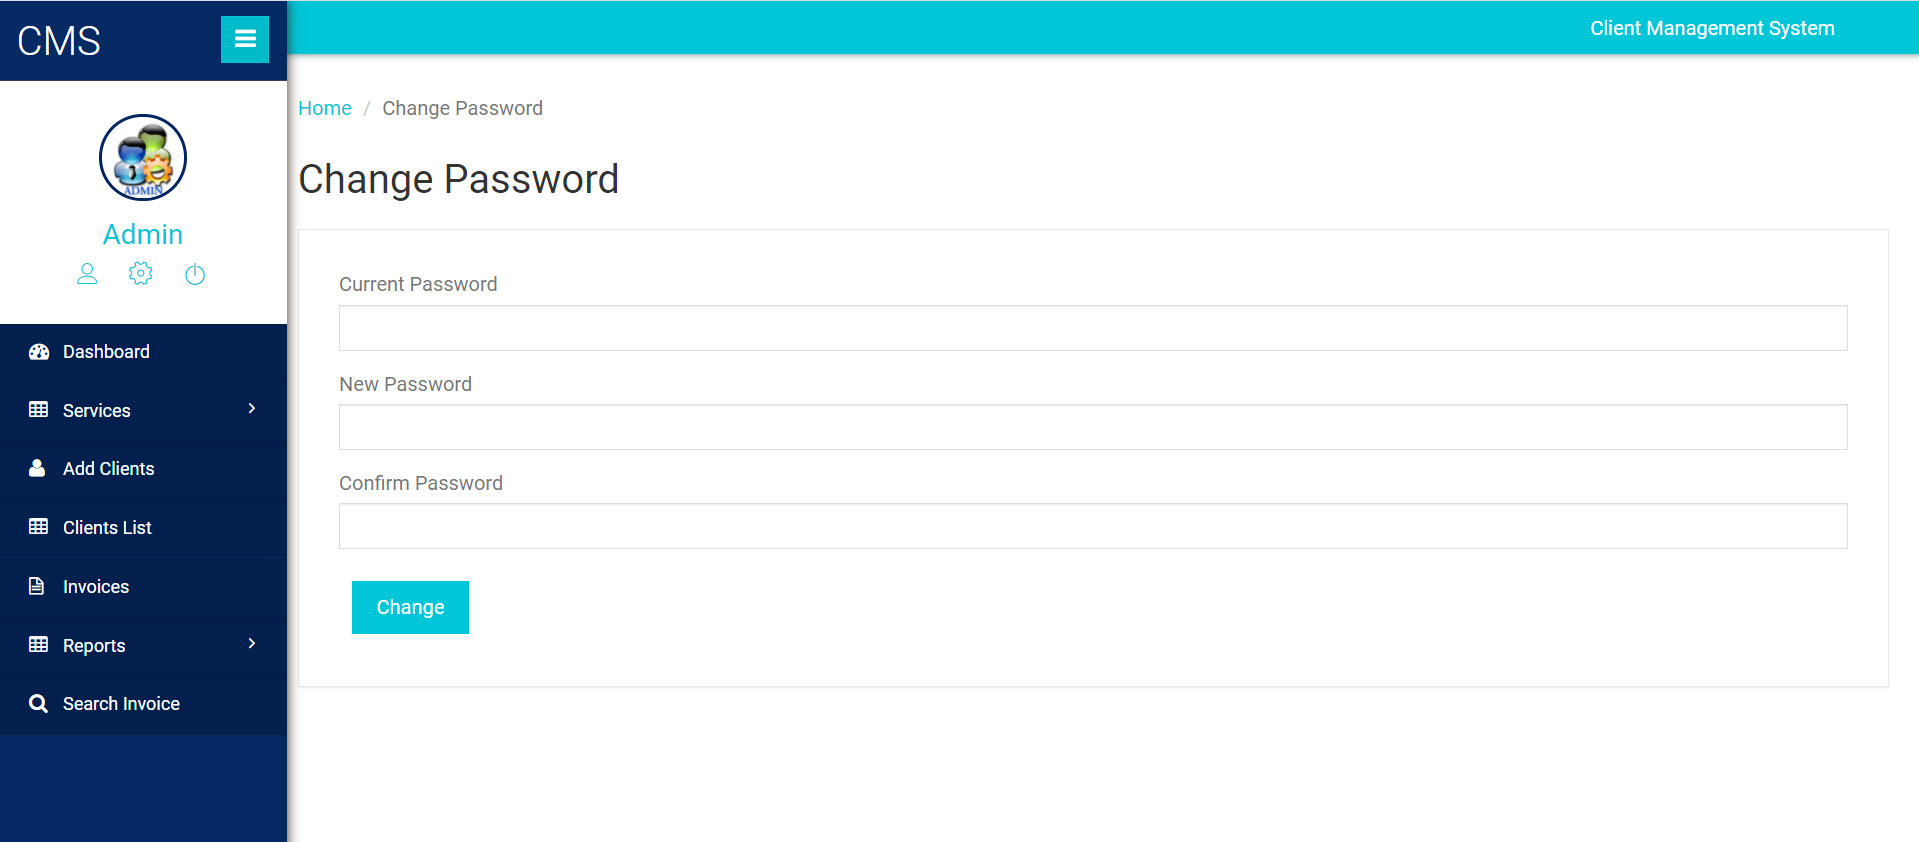 CMS
Client Management System
Home / Change Password
Change Password
ADMIN
Admin
Current Password
New Password
Confirm Password
Change
Dashboard
Services
Add Clients
Clients List
Invoices
Reports
Search Invoice